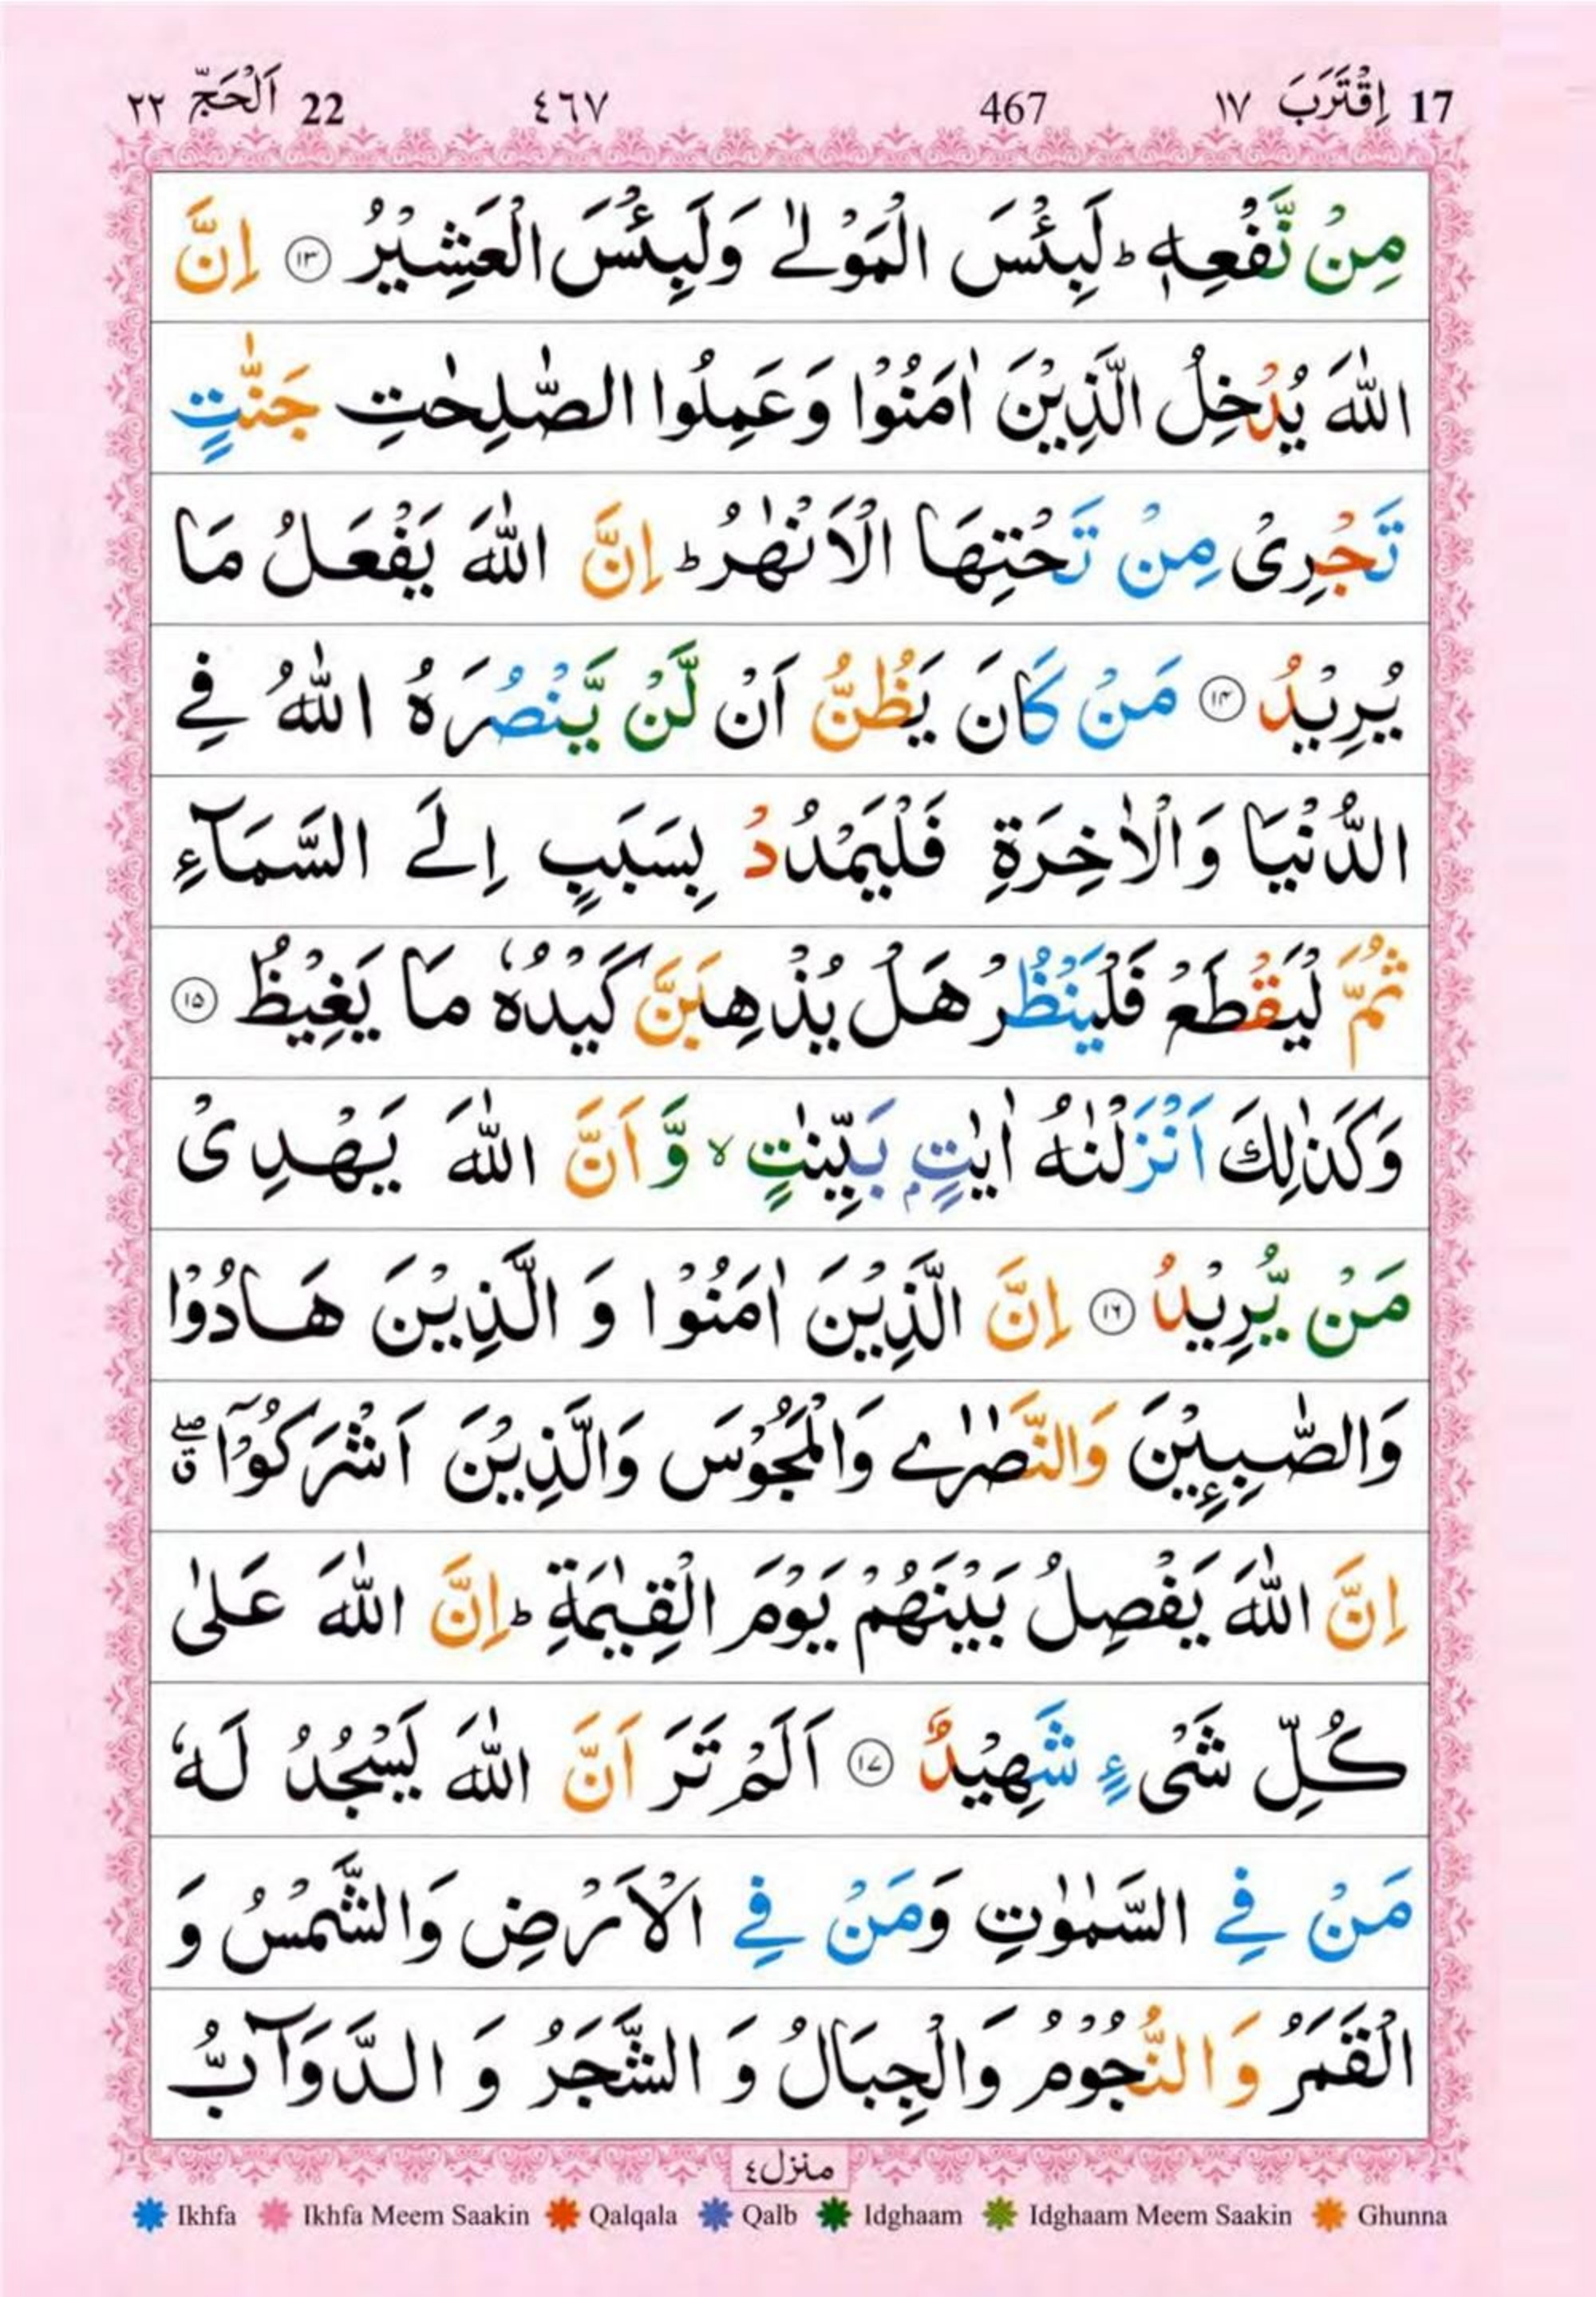 17 اِقْتَرَبَ ١٧ 467 ٤٦٧ 22 اَلْحَجّ ٢٢
مِنْ نَّفْعِهٖ ؕ لَبِئْسَ الْمَوْلٰى وَلَبِئْسَ الْعَشِيْرُ ۝١٣ اِنَّ
اللّٰهَ يُدْخِلُ الَّذِيْنَ اٰمَنُوْا وَعَمِلُوا الصّٰلِحٰتِ جَنّٰتٍ
تَجْرِىْ مِنْ تَحْتِهَا الْاَنْهٰرُ ؕ اِنَّ اللّٰهَ يَفْعَلُ مَا
يُرِيْدُ ۝١٤ مَنْ كَانَ يَظُنُّ اَنْ لَّنْ يَّنْصُرَهُ اللّٰهُ فِى
الدُّنْيَا وَالْاٰخِرَةِ فَلْيَمْدُدْ بِسَبَبٍ اِلَى السَّمَآءِ
ثُمَّ لْيَقْطَعْ فَلْيَنْظُرْ هَلْ يُذْهِبَنَّ كَيْدُهٗ مَا يَغِيْظُ ۝١٥
وَكَذٰلِكَ اَنْزَلْنٰهُ اٰيٰتٍۭ بَيِّنٰتٍ ۙ وَّاَنَّ اللّٰهَ يَهْدِىْ
مَنْ يُّرِيْدُ ۝١٦ اِنَّ الَّذِيْنَ اٰمَنُوْا وَ الَّذِيْنَ هَادُوْا
وَالصّٰبِـِٕيْنَ وَالنَّصٰرٰى وَالْمَجُوْسَ وَالَّذِيْنَ اَشْرَكُوْۤا ۖۗ
اِنَّ اللّٰهَ يَفْصِلُ بَيْنَهُمْ يَوْمَ الْقِيٰمَةِ ؕ اِنَّ اللّٰهَ عَلٰى
كُلِّ شَىْءٍ شَهِيْدٌ ۝١٧ اَلَمْ تَرَ اَنَّ اللّٰهَ يَسْجُدُ لَهٗ
مَنْ فِى السَّمٰوٰتِ وَمَنْ فِى الْاَرْضِ وَالشَّمْسُ وَ
الْقَمَرُ وَ النُّجُوْمُ وَالْجِبَالُ وَ الشَّجَرُ وَ الدَّوَآبُّ
منزل٤
Ikhfa Ikhfa Meem Saakin Qalqala Qalb Idghaam Idghaam Meem Saakin Ghunna